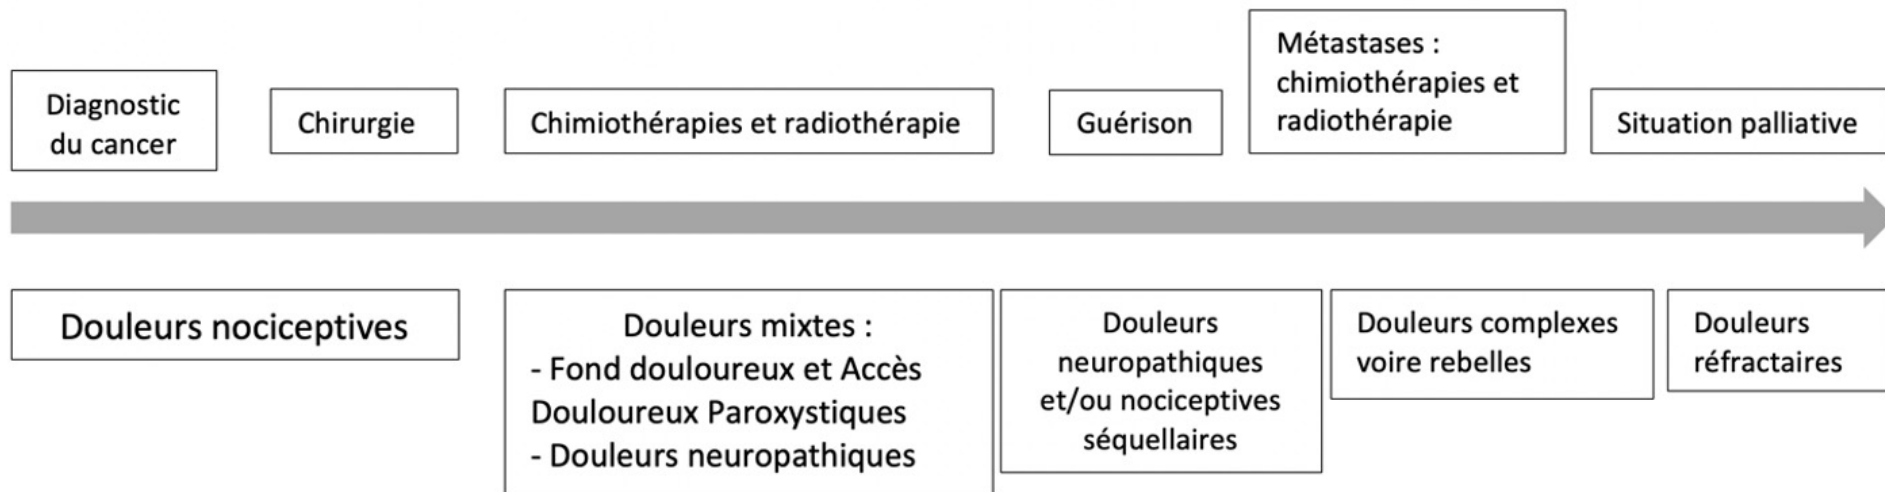 Diagnostic
du cancer
Chirurgie
Chimiothérapies et radiothérapie
Guérison
Métastases :
chimiothérapies et
radiothérapie
Situation palliative
Douleurs nociceptives
Douleurs mixtes :
- Fond douloureux et Accès
Douloureux Paroxystiques
- Douleurs neuropathiques
Douleurs
neuropathiques
et/ou nociceptives
séquellaires
Douleurs complexes
voire rebelles
Douleurs
réfractaires